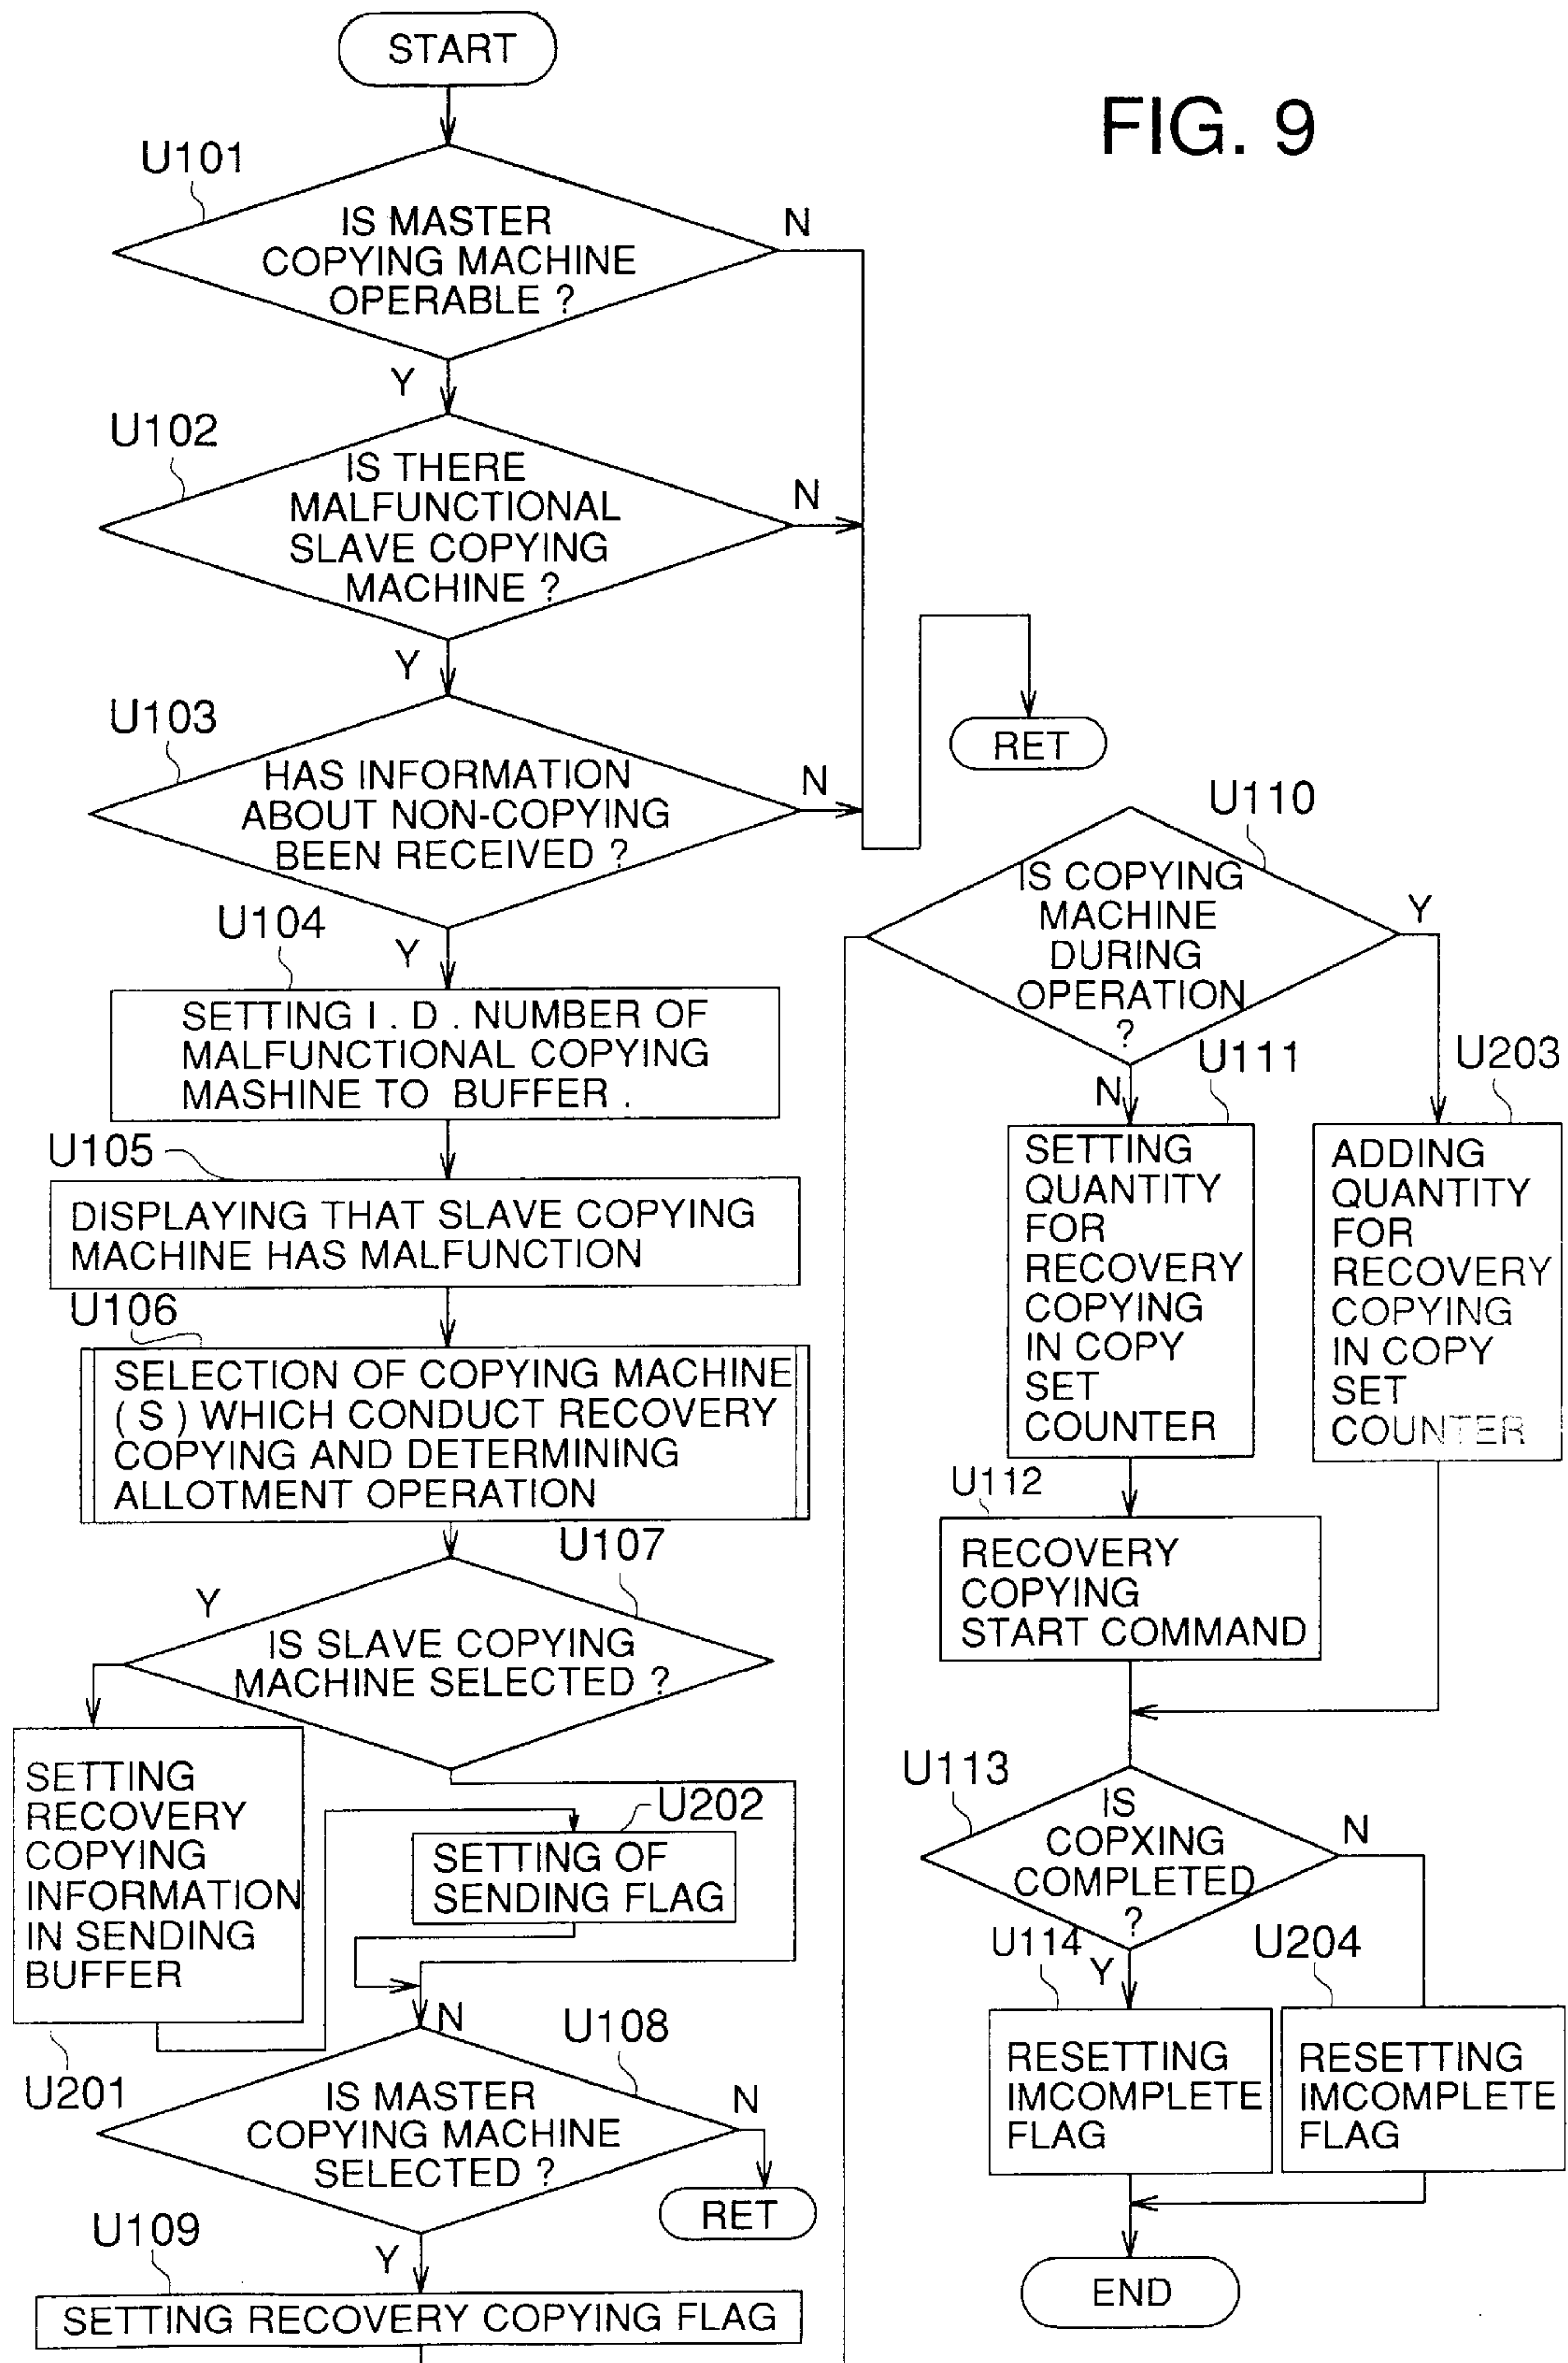 FIG. 9
START
U101
IS MASTER
COPYING MACHINE
OPERABLE ?
N
Y
U102
IS THERE
MALFUNCTIONAL
SLAVE COPYING
MACHINE ?
N
Y
U103
HAS INFORMATION
ABOUT NON-COPYING
BEEN RECEIVED ?
N
RET
Y
U104
SETTING I . D . NUMBER OF
MALFUNCTIONAL COPYING
MASHINE TO BUFFER .
U105
DISPLAYING THAT SLAVE COPYING
MACHINE HAS MALFUNCTION
U106
SELECTION OF COPYING MACHINE
( S ) WHICH CONDUCT RECOVERY
COPYING AND DETERMINING
ALLOTMENT OPERATION
U107
Y
IS SLAVE COPYING
MACHINE SELECTED ?
SETTING
RECOVERY
COPYING
INFORMATION
IN SENDING
BUFFER
U201
U202
SETTING OF
SENDING FLAG
N
U108
IS MASTER
COPYING MACHINE
SELECTED ?
N
RET
Y
U109
SETTING RECOVERY COPYING FLAG
U110
IS COPYING
MACHINE
DURING
OPERATION
?
Y
N
U111
SETTING
QUANTITY
FOR
RECOVERY
COPYING
IN COPY
SET
COUNTER
U203
ADDING
QUANTITY
FOR
RECOVERY
COPYING
IN COPY
SET
COUNTER
U112
RECOVERY
COPYING
START COMMAND
U113
IS
COPXING
COMPLETED
?
N
Y
U114
RESETTING
IMCOMPLETE
FLAG
U204
RESETTING
IMCOMPLETE
FLAG
END